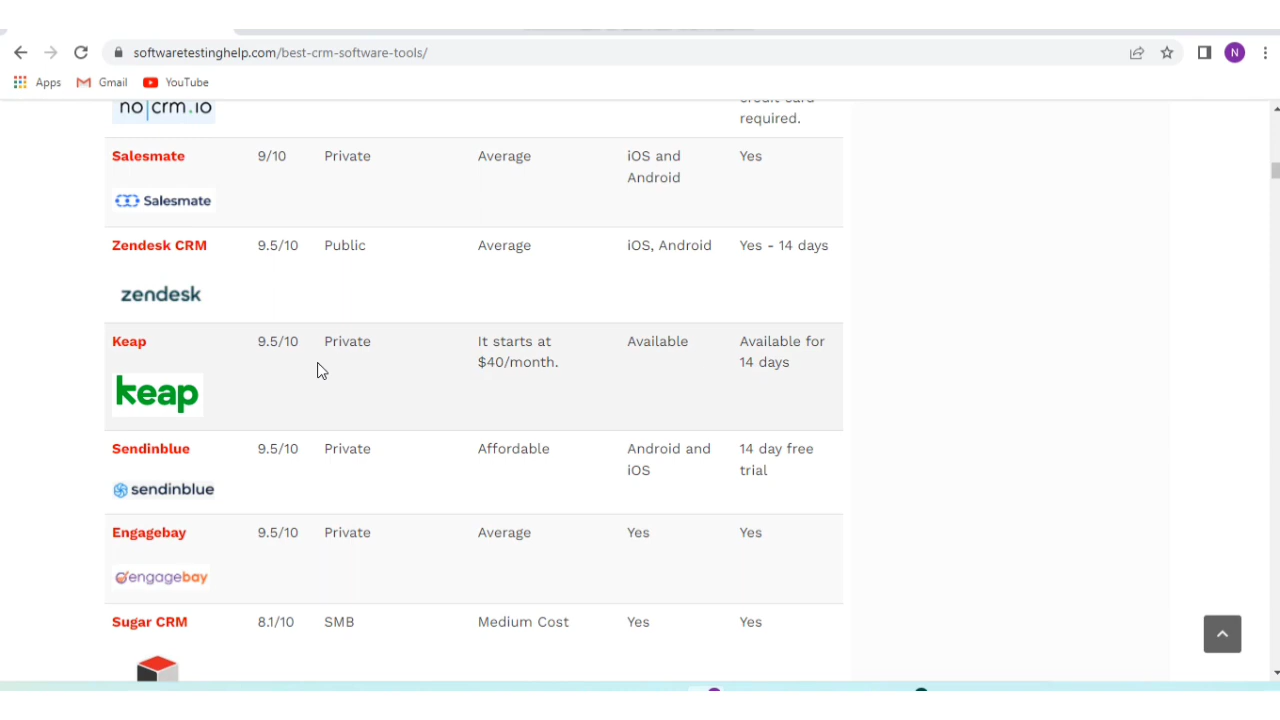 softwaretestinghelp.com/best-crm-software-tools/
N
Apps Gmail YouTube
no|crm.io
credit card
required.
Salesmate 9/10 Private Average iOS and Yes
Android
Salesmate
Zendesk CRM 9.5/10 Public Average iOS, Android Yes - 14 days
zendesk
Keap 9.5/10 Private It starts at Available Available for
$40/month. 14 days
keap
Sendinblue 9.5/10 Private Affordable Android and 14 day free
iOS trial
sendinblue
Engagebay 9.5/10 Private Average Yes Yes
engagebay
Sugar CRM 8.1/10 SMB Medium Cost Yes Yes